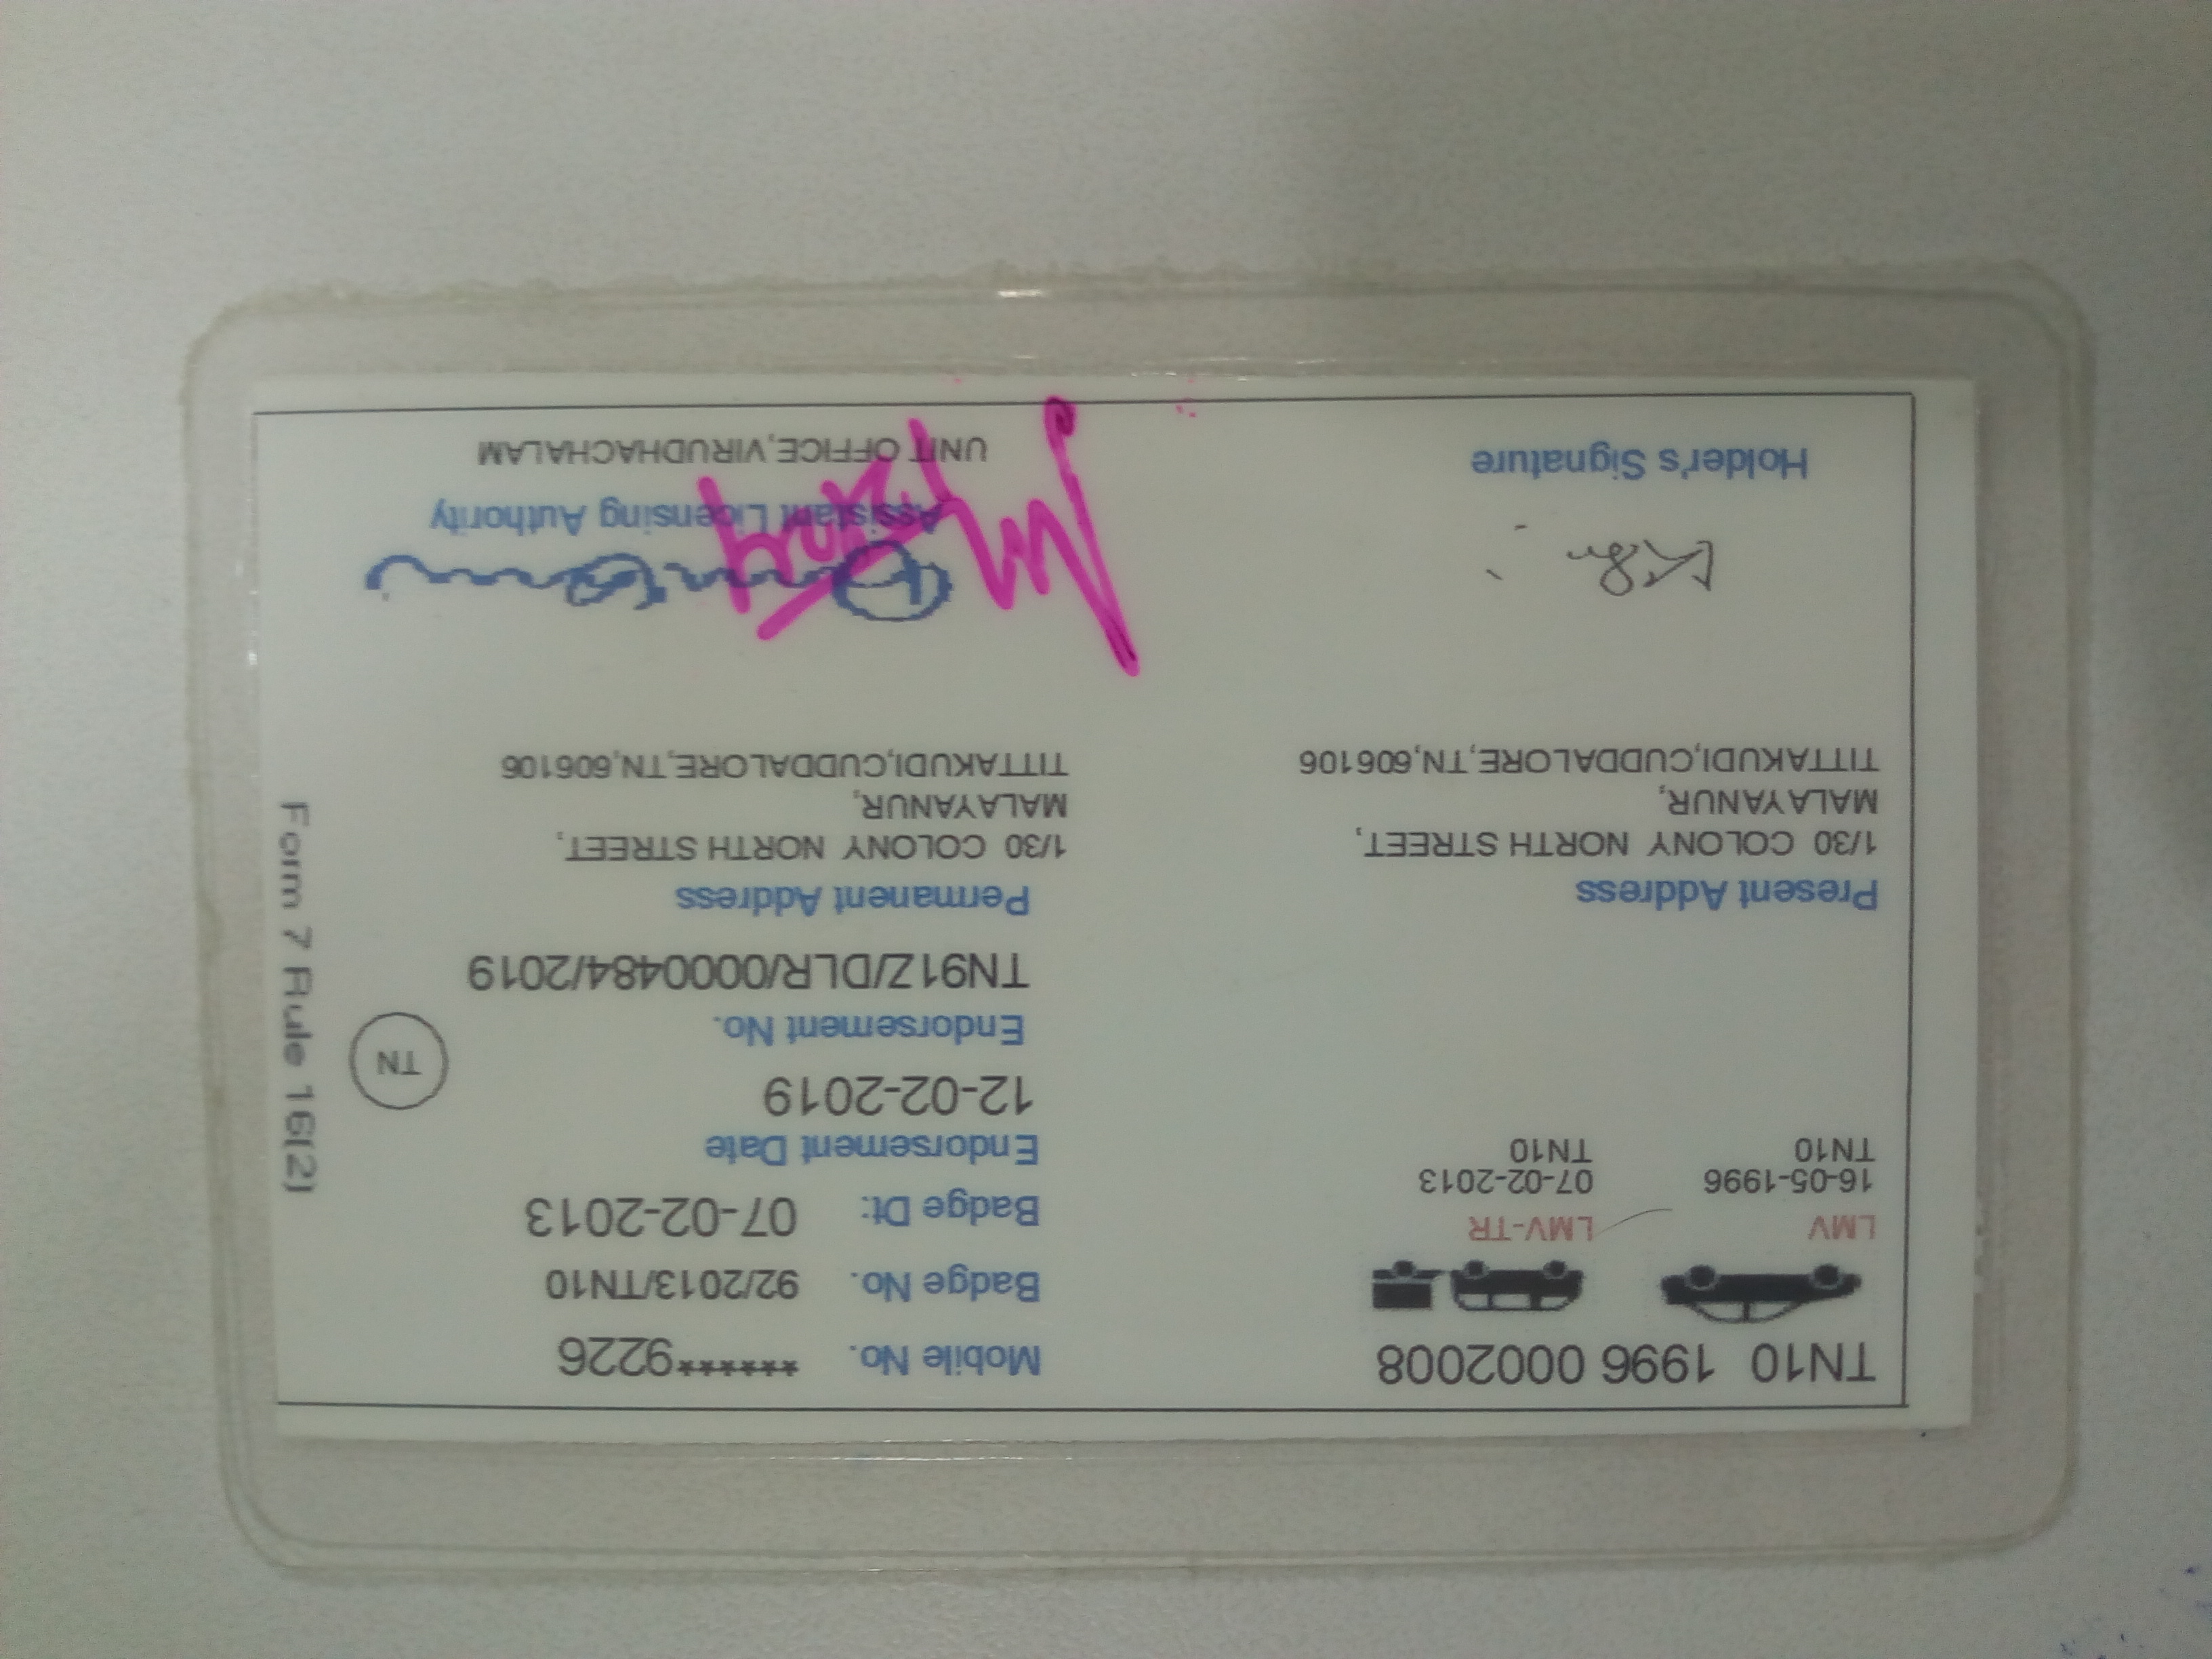 TN10 1996 0002008
Mobile No. ******9226
Badge No. 92/2013/TN10
LMV
LMV-TR
Badge Dt: 07-02-2013
16-05-1996
07-02-2013
TN10
TN10
Endorsement Date
12-02-2019
TN
Endorsement No.
TN91Z/DLR/0000484/2019
Present Address
Permanent Address
1/30 COLONY NORTH STREET,
1/30 COLONY NORTH STREET,
MALAYANUR,
MALAYANUR,
TITTAKUDI,CUDDALORE,TN,606106
TITTAKUDI,CUDDALORE,TN,606106
Holder's Signature
Assistant Licensing Authority
UNIT OFFICE,VIRUDHACHALAM
Form 7 Rule 16(2)